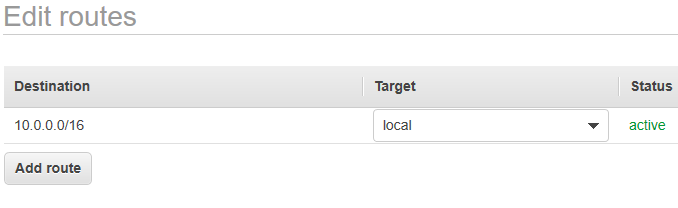 Edit routes
Destination Target Status
10.0.0.0/16 local active
Add route